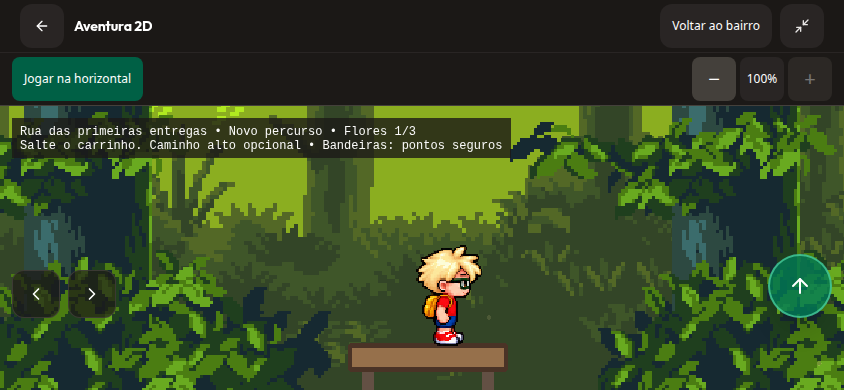 Aventura 2D
Voltar ao bairro
Jogar na horizontal
−
100%
+
Rua das primeiras entregas • Novo percurso • Flores 1/3
Salte o carrinho. Caminho alto opcional • Bandeiras: pontos seguros